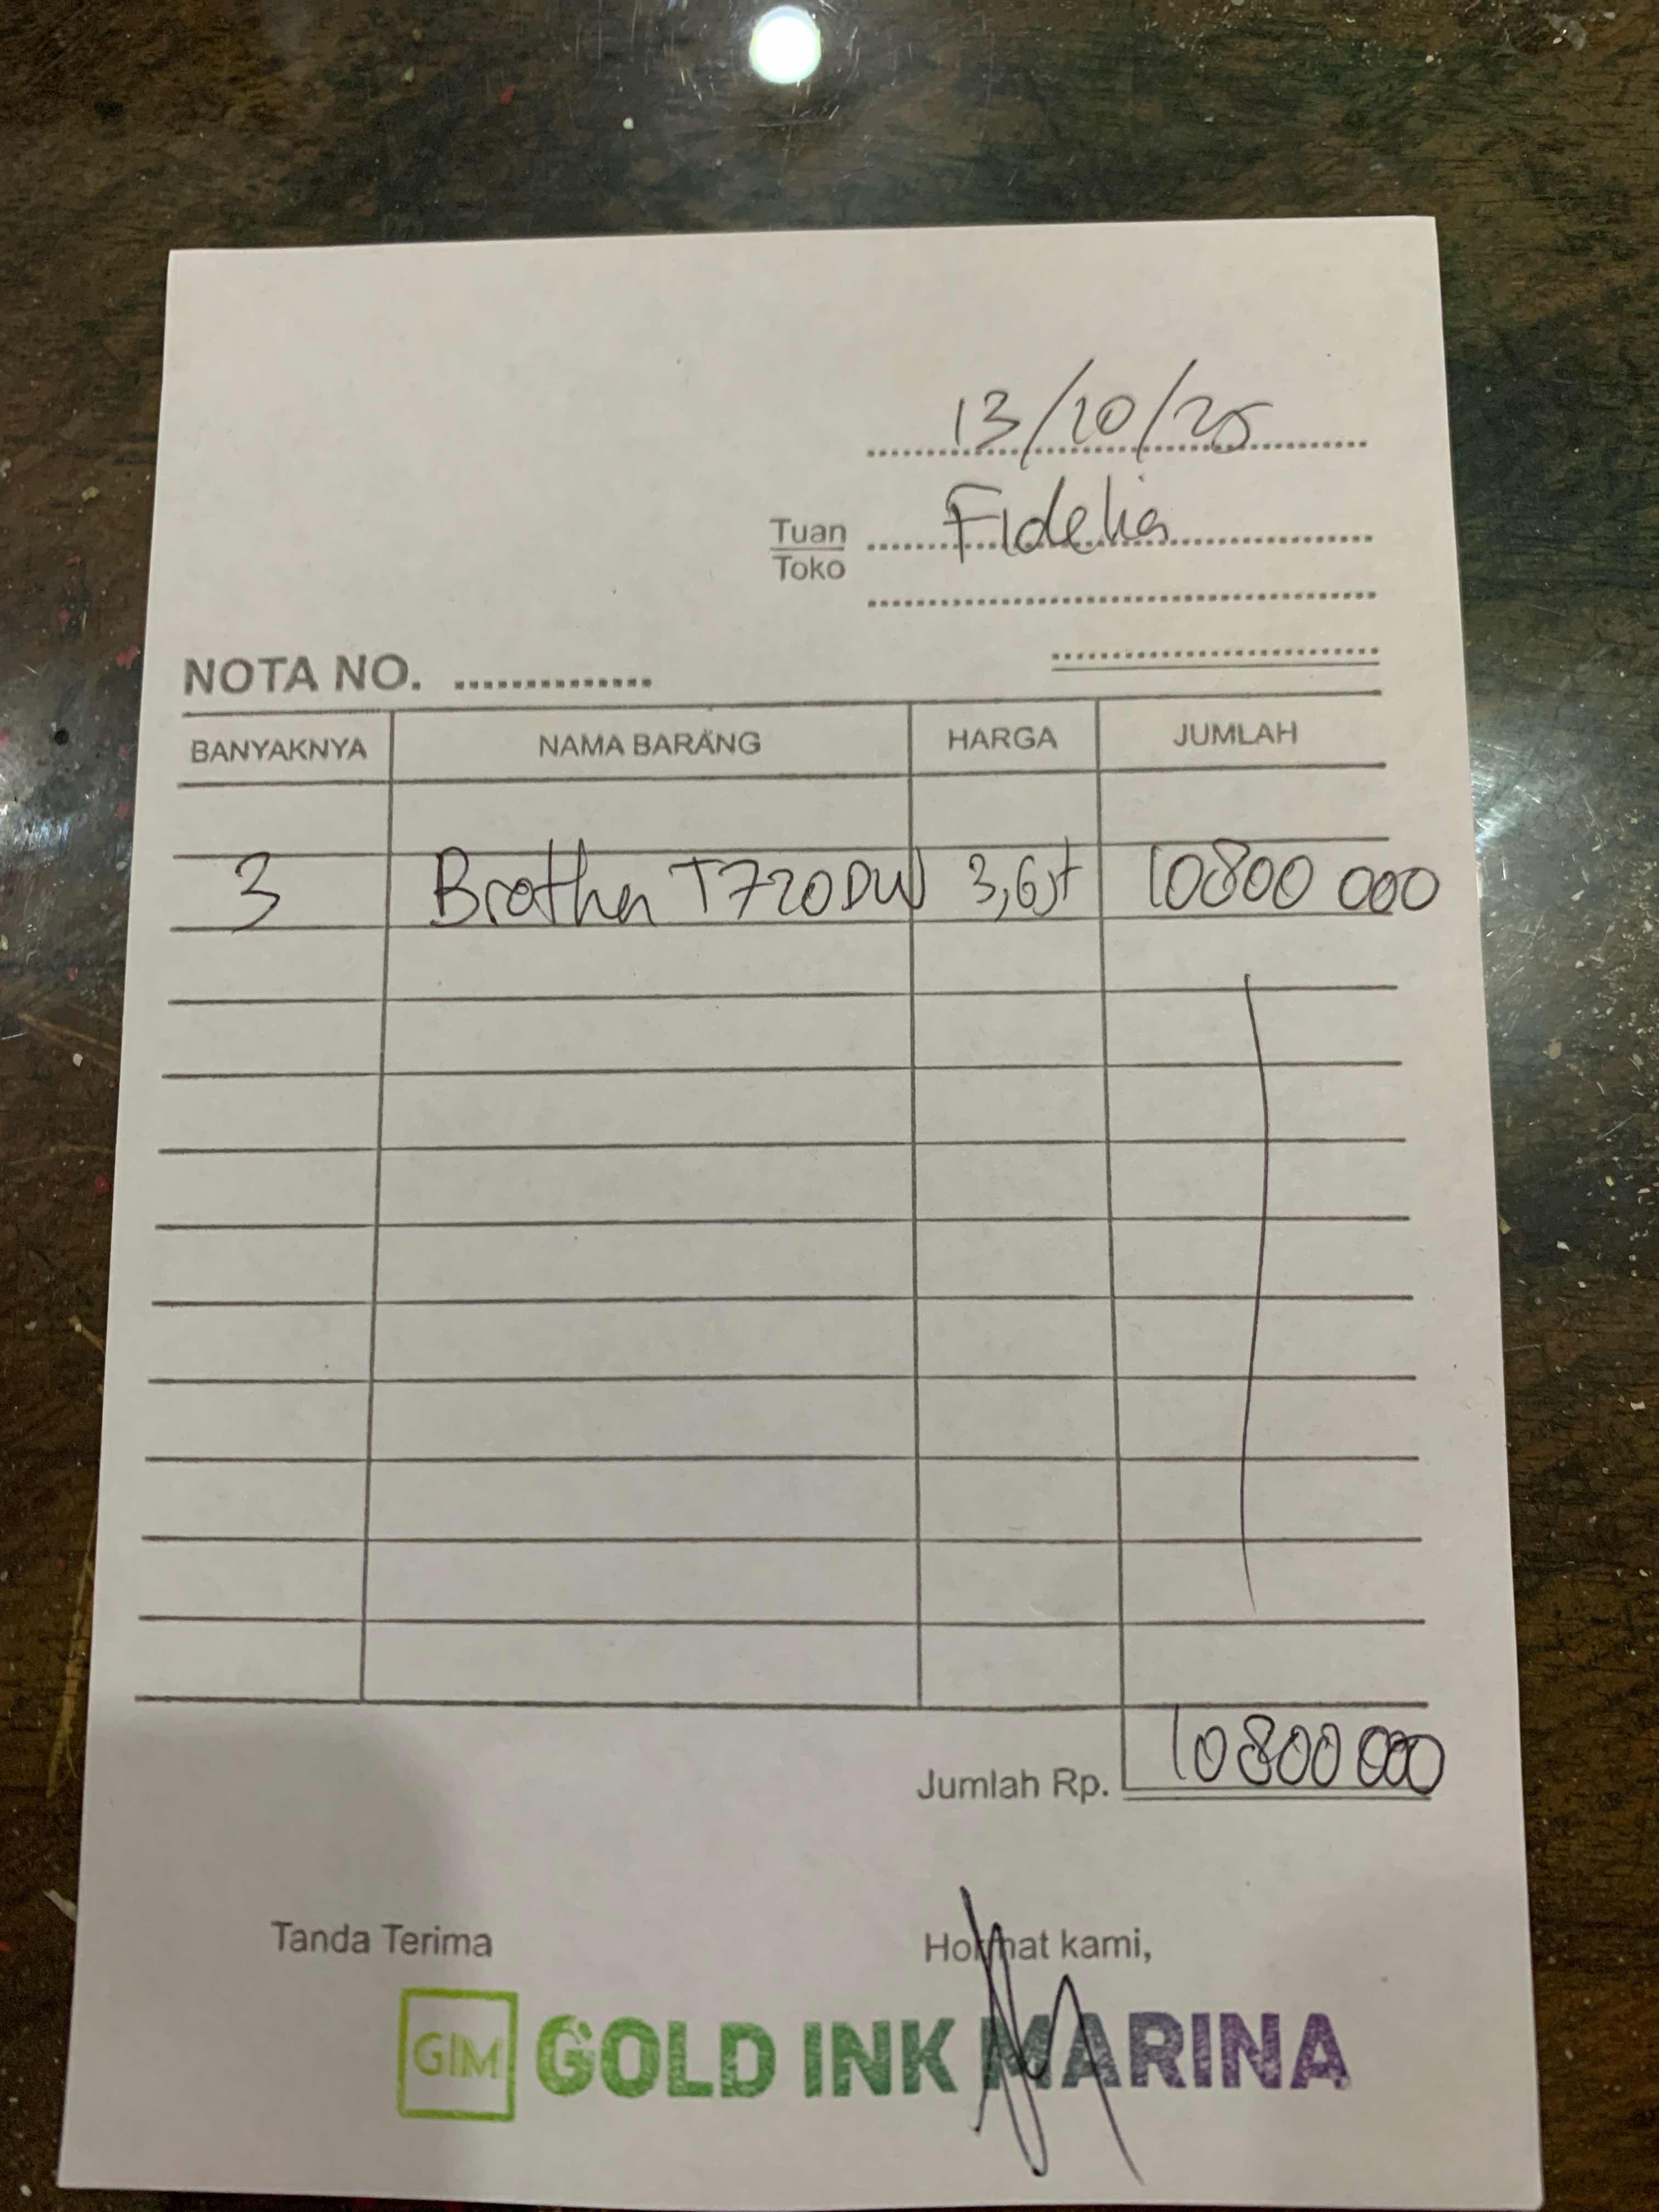 13/10/25
Tuan Fidelia
Toko
NOTA NO.
BANYAKNYA NAMA BARANG HARGA JUMLAH
3 Brother T720DW 3,6jt 10800 000
Jumlah Rp. 10800 000
Tanda Terima Hormat kami,
GIM GOLD INK MARINA